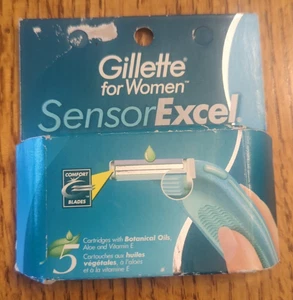 Gillette
for Women™
SensorExcel
COMFORT
BLADES
5
Cartridges with Botanical Oils,
Aloe and Vitamin E
Cartouches aux huiles
végétales, à l'aloès
et à la vitamine E